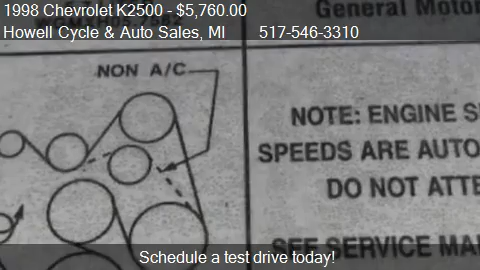 1998 Chevrolet K2500 - $5,760.00
Howell Cycle & Auto Sales, MI 517-546-3310
General Motor
NON A/C
NOTE: ENGINE S
SPEEDS ARE AUTO
DO NOT ATTE
SEE SERVICE MA
Schedule a test drive today!